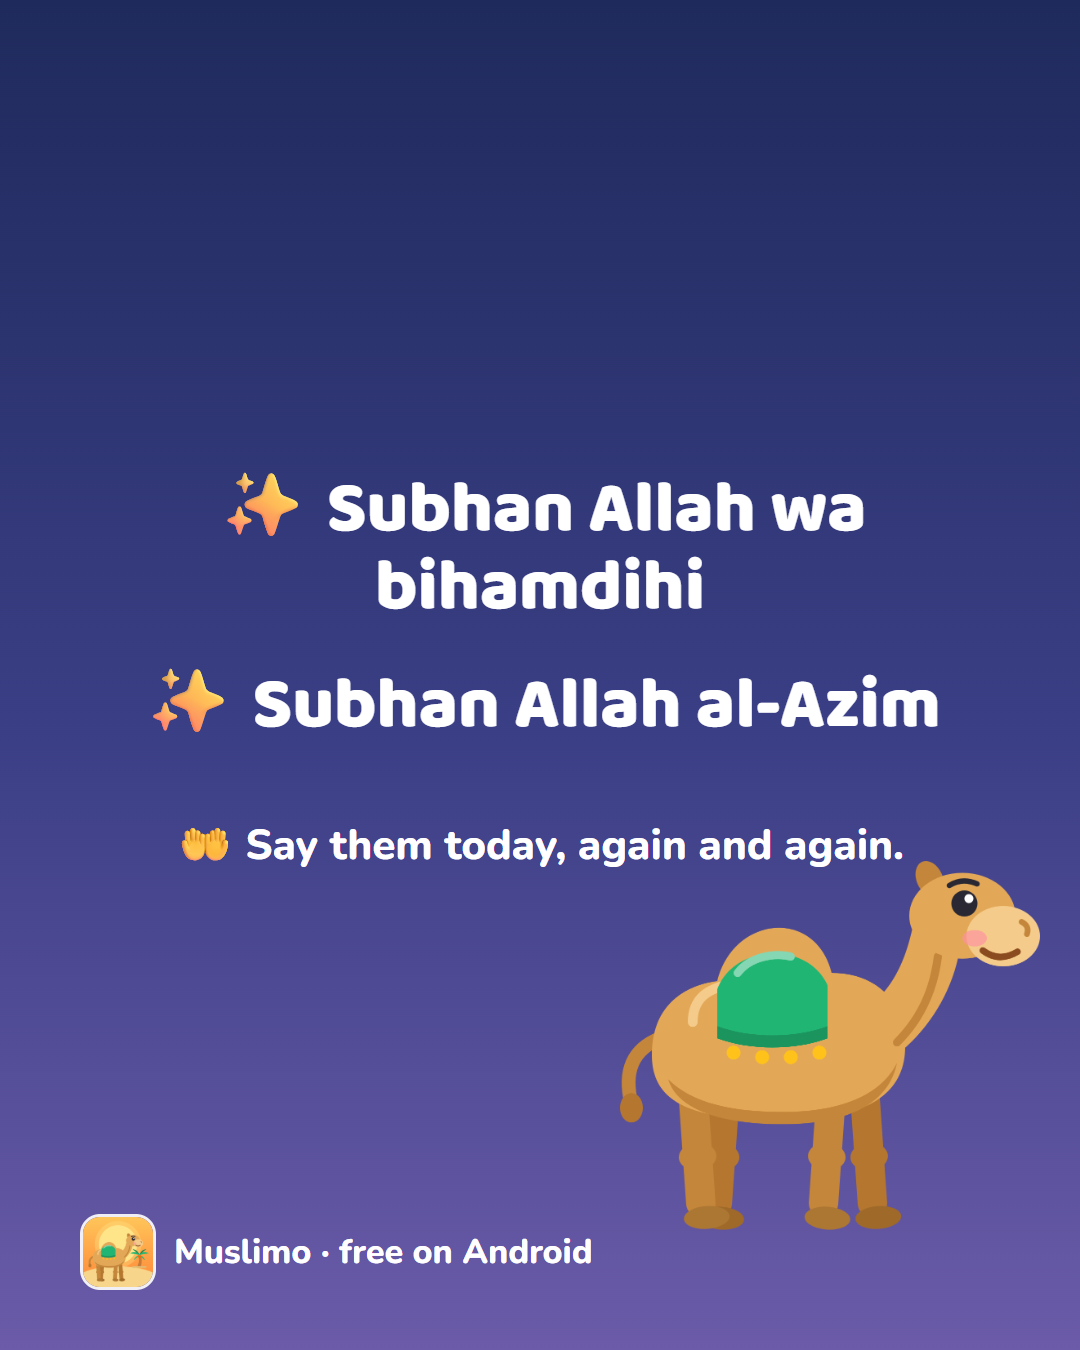 ✨ Subhan Allah wa
bihamdihi
✨ Subhan Allah al-Azim
🤲 Say them today, again and again.
Muslimo · free on Android